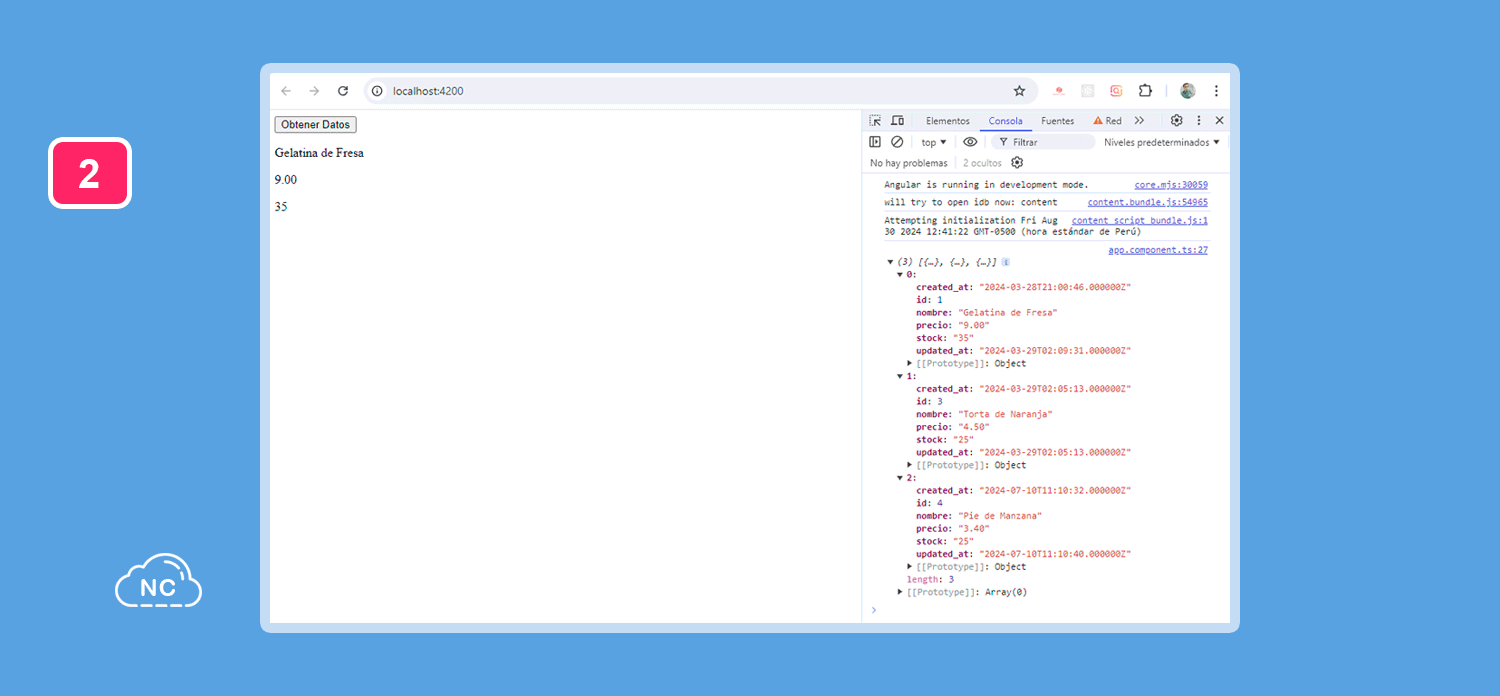 2
NC
localhost:4200
Obtener Datos
Gelatina de Fresa
9.00
35
Elementos Consola Fuentes Red
top Filtrar Niveles predeterminados
No hay problemas 2 ocultos
Angular is running in development mode. core.mjs:30059
will try to open idb now: content content.bundle.js:54965
Attempting initialization Fri Aug content_script_bundle.js:1
30 2024 12:41:22 GMT-0500 (hora estándar de Perú)
app.component.ts:27
(3) [{…}, {…}, {…}] i
0:
created_at: "2024-03-28T21:00:46.000000Z"
id: 1
nombre: "Gelatina de Fresa"
precio: "9.00"
stock: "35"
updated_at: "2024-03-29T02:09:31.000000Z"
[[Prototype]]: Object
1:
created_at: "2024-03-29T02:05:13.000000Z"
id: 3
nombre: "Torta de Naranja"
precio: "4.50"
stock: "25"
updated_at: "2024-03-29T02:05:13.000000Z"
[[Prototype]]: Object
2:
created_at: "2024-07-10T11:10:32.000000Z"
id: 4
nombre: "Pie de Manzana"
precio: "3.40"
stock: "25"
updated_at: "2024-07-10T11:10:40.000000Z"
[[Prototype]]: Object
length: 3
[[Prototype]]: Array(0)